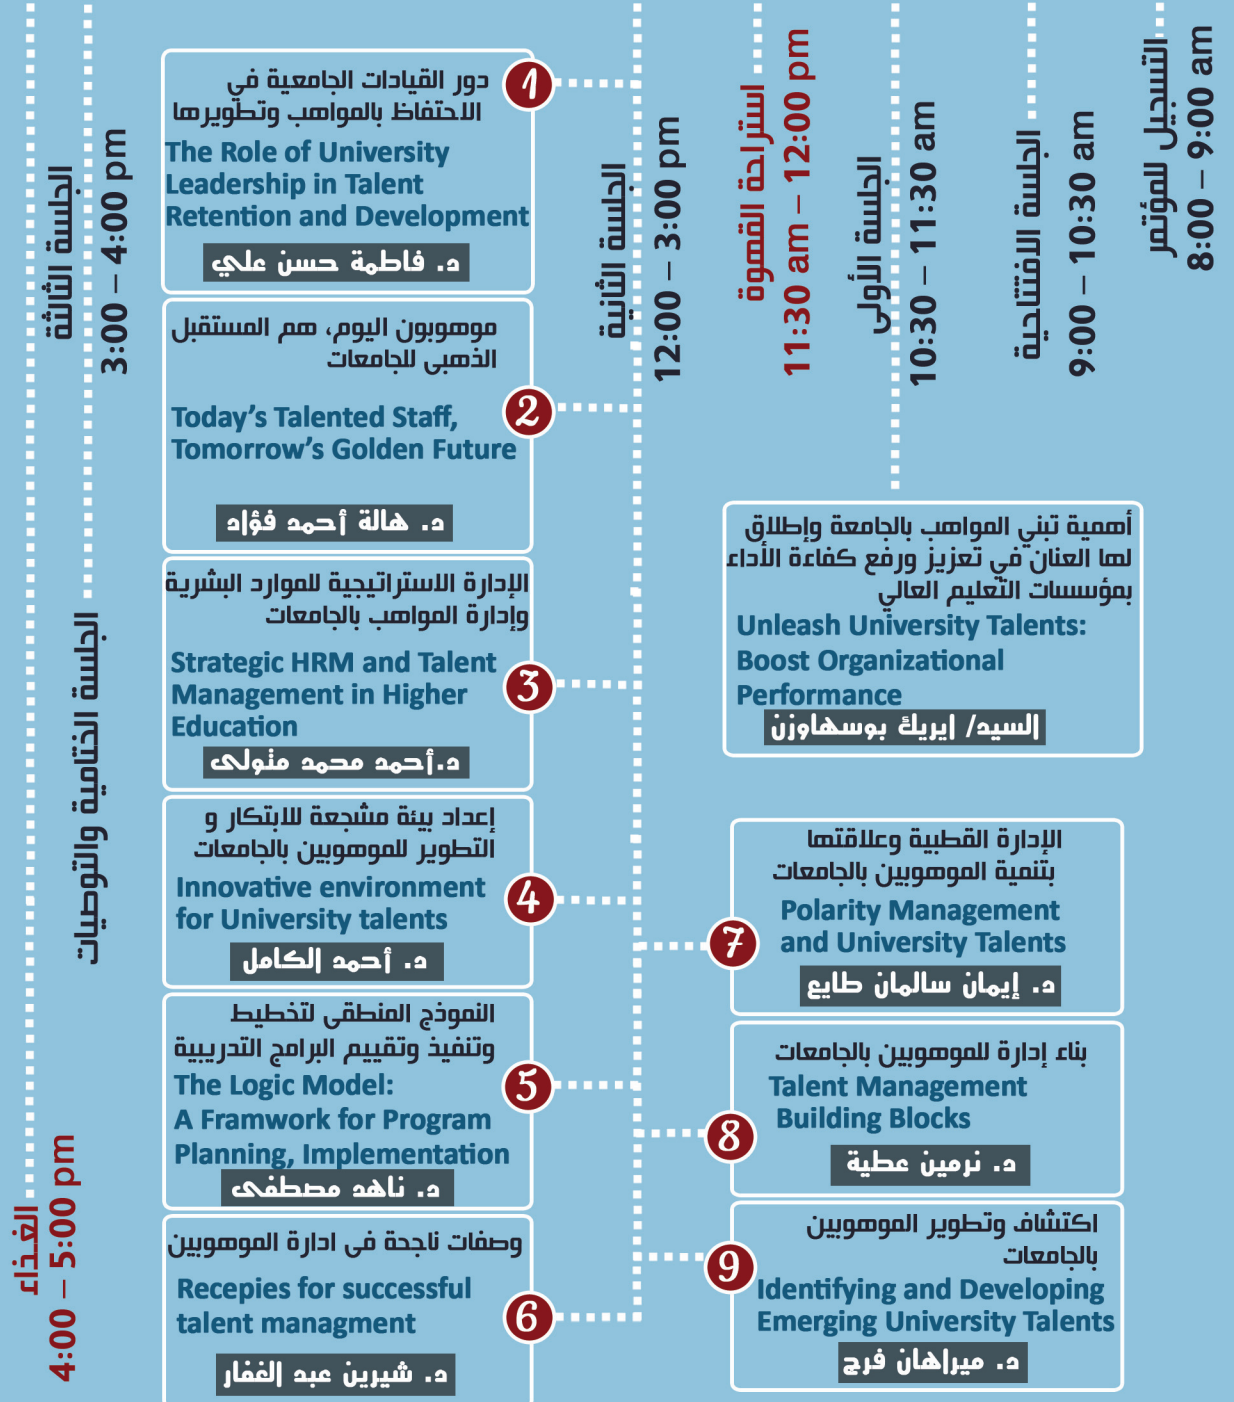 التسجيل للمؤتمر
8:00 – 9:00 am
الجلسة الافتتاحية
9:00 – 10:30 am
الجلسة الأولى
10:30 – 11:30 am
أهمية تبني المواهب بالجامعة وإطلاق
لها العنان في تعزيز ورفع كفاءة الأداء
بمؤسسات التعليم العالي
Unleash University Talents:
Boost Organizational
Performance
السيد/ إيريك بوسهاوزن
استراحة القهوة
11:30 am – 12:00 pm
الجلسة الثانية
12:00 – 3:00 pm
1
دور القيادات الجامعية في
الاحتفاظ بالمواهب وتطويرها
The Role of University
Leadership in Talent
Retention and Development
د. فاطمة حسن علي
2
موهوبون اليوم، هم المستقبل
الذهبى للجامعات
Today's Talented Staff,
Tomorrow's Golden Future
د. هالة أحمد فؤاد
3
الإدارة الاستراتيجية للموارد البشرية
وإدارة المواهب بالجامعات
Strategic HRM and Talent
Management in Higher
Education
د.أحمد محمد متولى
4
إعداد بيئة مشجعة للابتكار و
التطوير للموهوبين بالجامعات
Innovative environment
for University talents
د. أحمد الكامل
5
النموذج المنطقى لتخطيط
وتنفيذ وتقييم البرامج التدريبية
The Logic Model:
A Framwork for Program
Planning, Implementation
د. ناهد مصطفى
6
وصفات ناجحة فى ادارة الموهوبين
Recepies for successful
talent managment
د. شيرين عبد الغفار
7
الإدارة القطبية وعلاقتها
بتنمية الموهوبين بالجامعات
Polarity Management
and University Talents
د. إيمان سالمان طايع
8
بناء إدارة للموهوبين بالجامعات
Talent Management
Building Blocks
د. نرمين عطية
9
اكتشاف وتطوير الموهوبين
بالجامعات
Identifying and Developing
Emerging University Talents
د. ميراهان فرج
الجلسة الثالثة
3:00 – 4:00 pm
الجلسة الختامية والتوصيات
الغذاء
4:00 – 5:00 pm